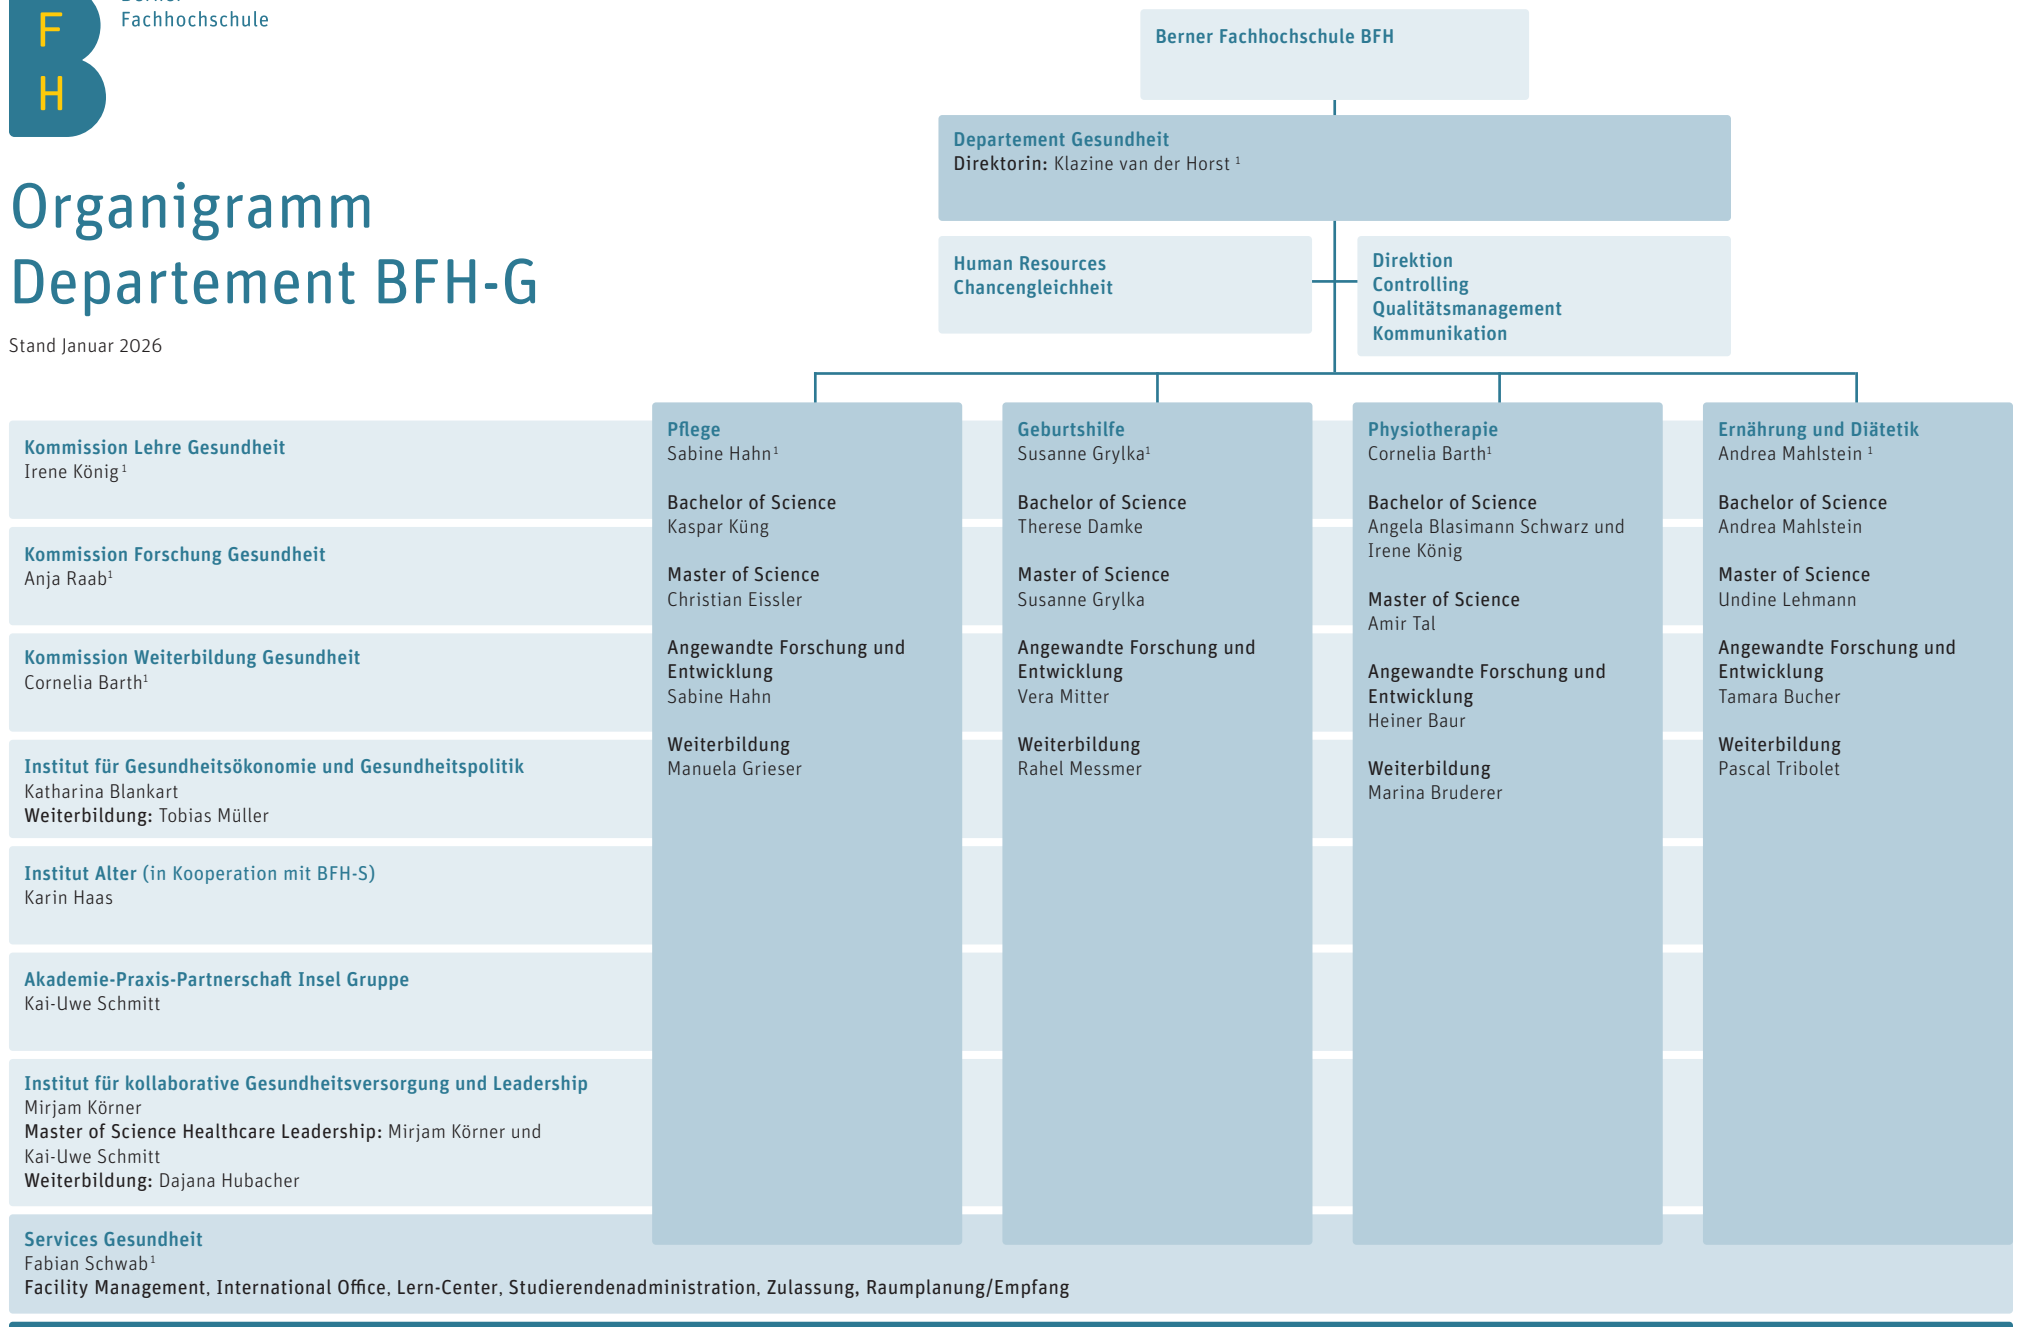 F
H
Fachhochschule
Organigramm
Departement BFH-G
Stand Januar 2026
Berner Fachhochschule BFH
Departement Gesundheit
Direktorin: Klazine van der Horst ¹
Human Resources
Chancengleichheit
Direktion
Controlling
Qualitätsmanagement
Kommunikation
Kommission Lehre Gesundheit
Irene König¹
Kommission Forschung Gesundheit
Anja Raab¹
Kommission Weiterbildung Gesundheit
Cornelia Barth¹
Institut für Gesundheitsökonomie und Gesundheitspolitik
Katharina Blankart
Weiterbildung: Tobias Müller
Institut Alter (in Kooperation mit BFH-S)
Karin Haas
Akademie-Praxis-Partnerschaft Insel Gruppe
Kai-Uwe Schmitt
Institut für kollaborative Gesundheitsversorgung und Leadership
Mirjam Körner
Master of Science Healthcare Leadership: Mirjam Körner und
Kai-Uwe Schmitt
Weiterbildung: Dajana Hubacher
Pflege
Sabine Hahn¹
Bachelor of Science
Kaspar Küng
Master of Science
Christian Eissler
Angewandte Forschung und
Entwicklung
Sabine Hahn
Weiterbildung
Manuela Grieser
Geburtshilfe
Susanne Grylka¹
Bachelor of Science
Therese Damke
Master of Science
Susanne Grylka
Angewandte Forschung und
Entwicklung
Vera Mitter
Weiterbildung
Rahel Messmer
Physiotherapie
Cornelia Barth¹
Bachelor of Science
Angela Blasimann Schwarz und
Irene König
Master of Science
Amir Tal
Angewandte Forschung und
Entwicklung
Heiner Baur
Weiterbildung
Marina Bruderer
Ernährung und Diätetik
Andrea Mahlstein ¹
Bachelor of Science
Andrea Mahlstein
Master of Science
Undine Lehmann
Angewandte Forschung und
Entwicklung
Tamara Bucher
Weiterbildung
Pascal Tribolet
Services Gesundheit
Fabian Schwab¹
Facility Management, International Office, Lern-Center, Studierendenadministration, Zulassung, Raumplanung/Empfang